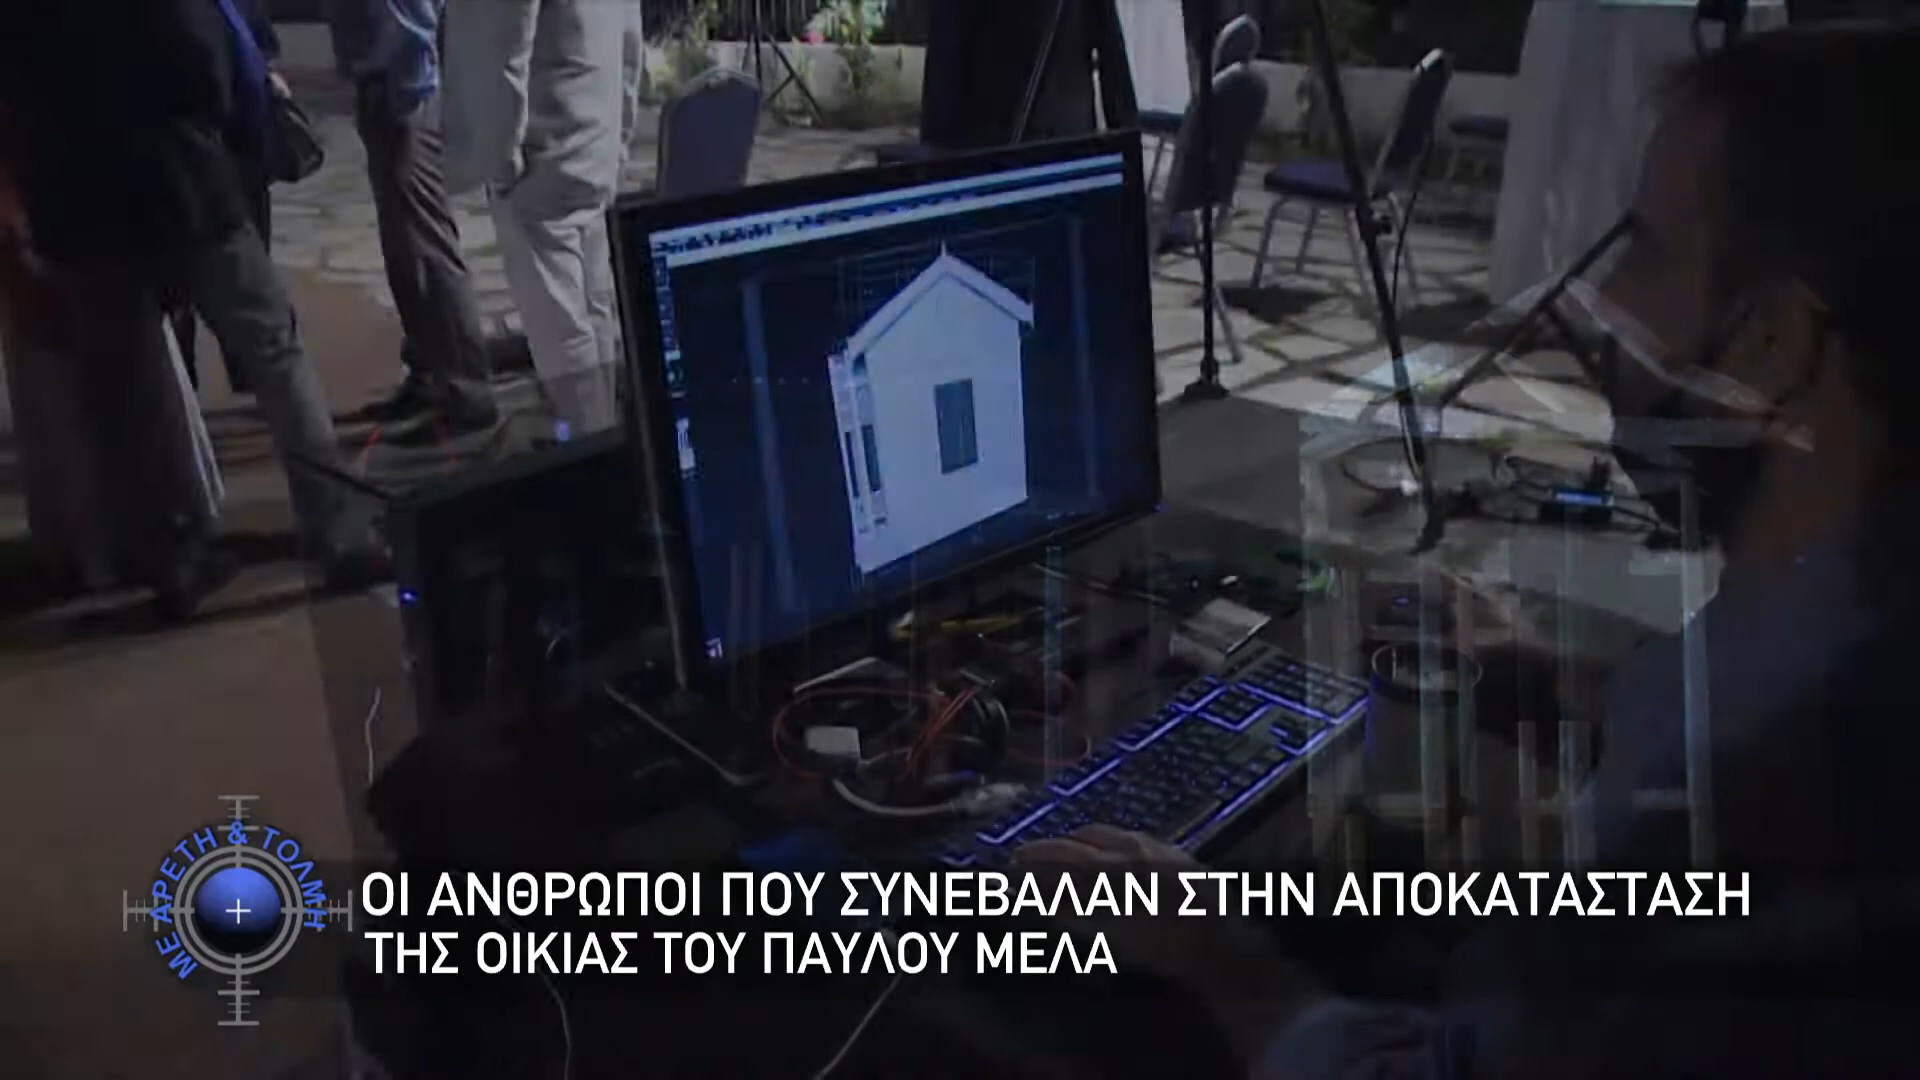 ΜΕ ΑΡΕΤΗ & ΤΟΛΜΗ
ΟΙ ΑΝΘΡΩΠΟΙ ΠΟΥ ΣΥΝΕΒΑΛΑΝ ΣΤΗΝ ΑΠΟΚΑΤΑΣΤΑΣΗ
ΤΗΣ ΟΙΚΙΑΣ ΤΟΥ ΠΑΥΛΟΥ ΜΕΛΑ